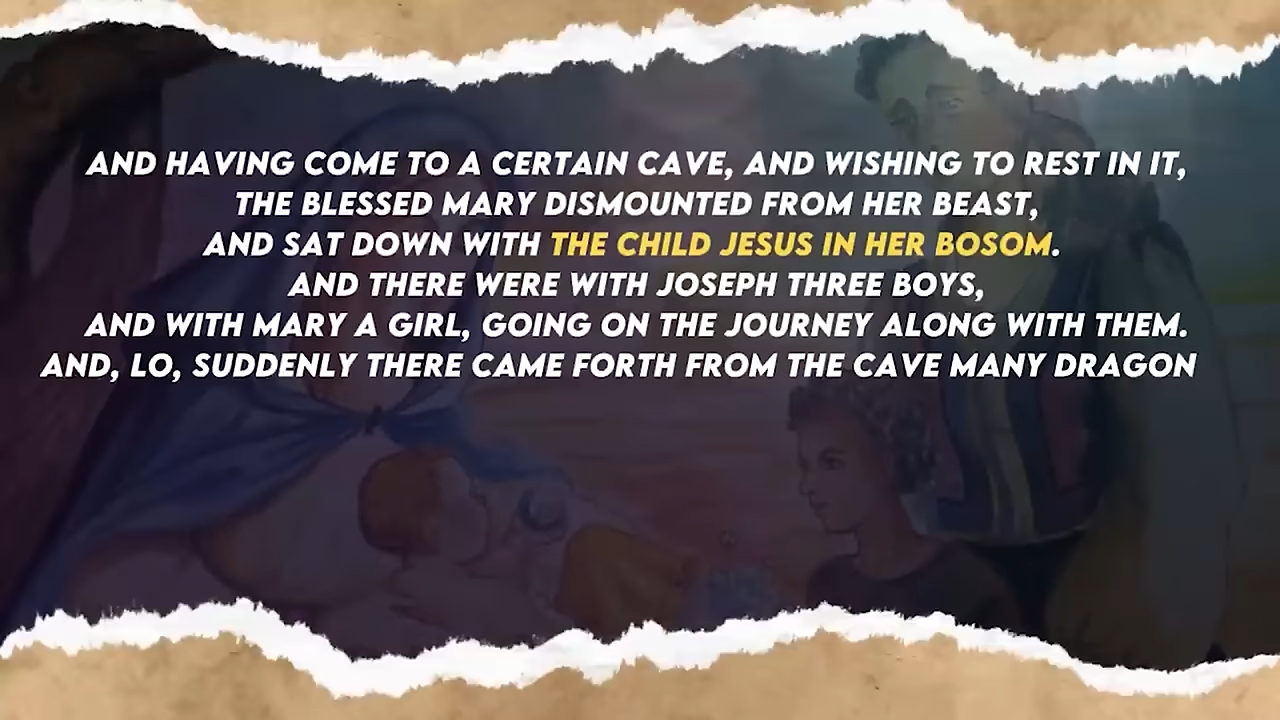 AND HAVING COME TO A CERTAIN CAVE, AND WISHING TO REST IN IT,
THE BLESSED MARY DISMOUNTED FROM HER BEAST,
AND SAT DOWN WITH THE CHILD JESUS IN HER BOSOM.
AND THERE WERE WITH JOSEPH THREE BOYS,
AND WITH MARY A GIRL, GOING ON THE JOURNEY ALONG WITH THEM.
AND, LO, SUDDENLY THERE CAME FORTH FROM THE CAVE MANY DRAGON